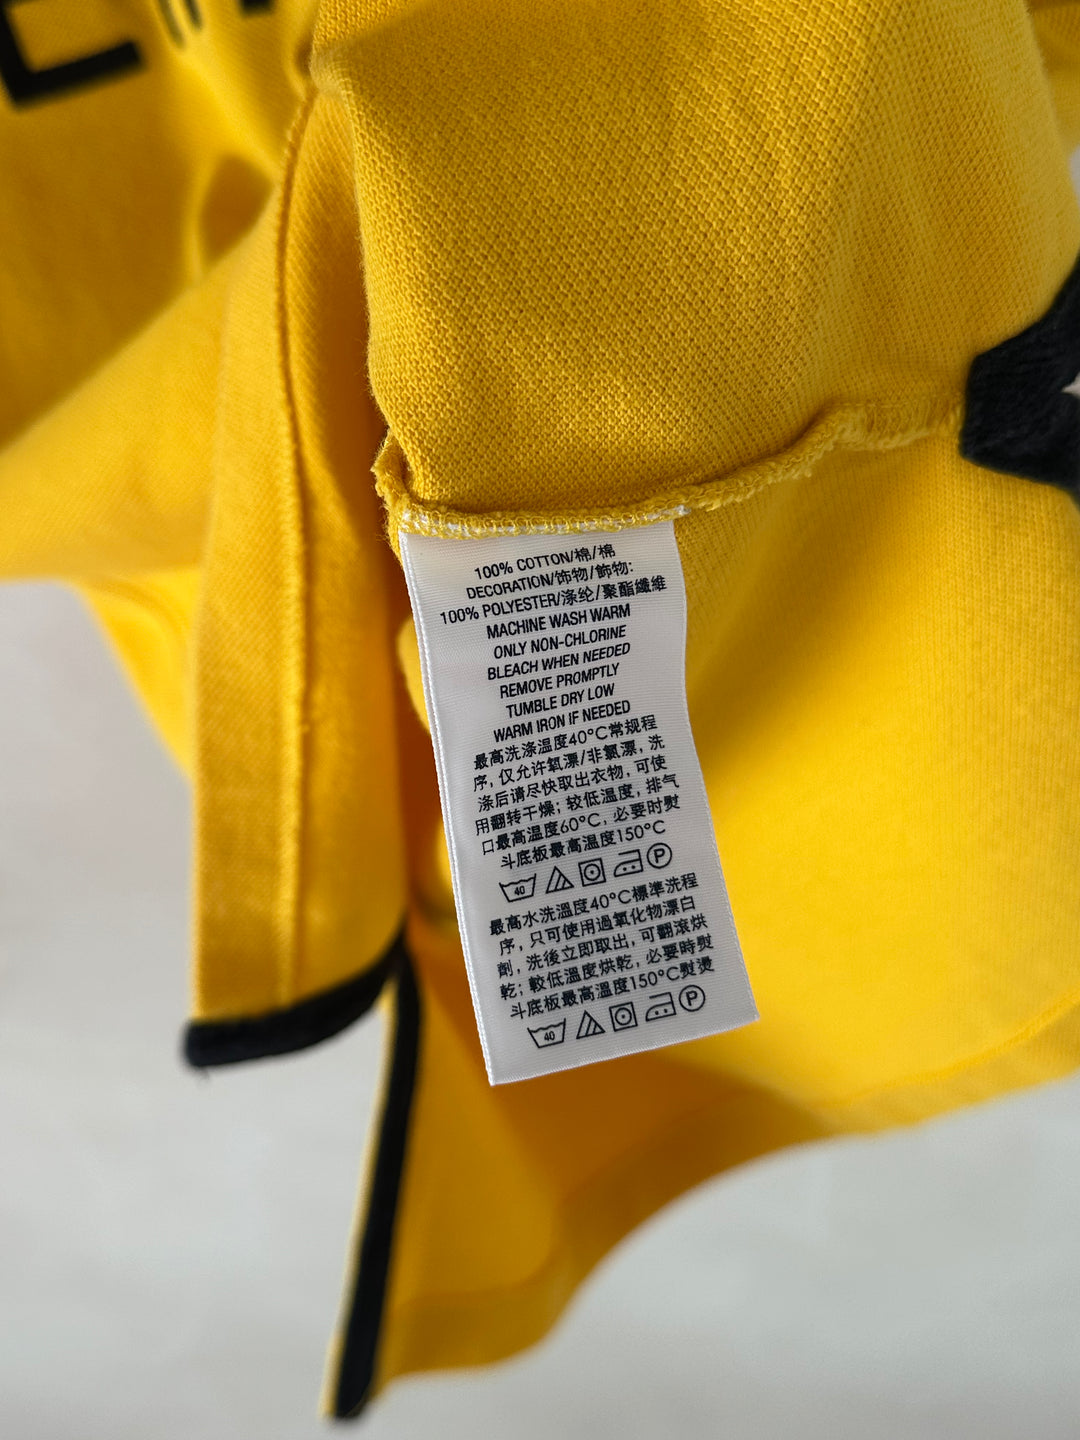 E
100% COTTON/棉/棉
DECORATION/饰物/飾物:
100% POLYESTER/涤纶/聚酯纖維
MACHINE WASH WARM
ONLY NON-CHLORINE
BLEACH WHEN NEEDED
REMOVE PROMPTLY
TUMBLE DRY LOW
WARM IRON IF NEEDED
最高洗涤温度40°C常规程
序, 仅允许氧漂/非氯漂, 洗
涤后请尽快取出衣物, 可使
用翻转干燥; 较低温度, 排气
口最高温度60°C, 必要时熨
斗底板最高温度150°C
40 P
最高水洗溫度40°C標準洗程
序, 只可使用過氧化物漂白
劑, 洗後立即取出, 可翻滾烘
乾; 較低溫度烘乾, 必要時熨
斗底板最高溫度150°C熨燙
40 P